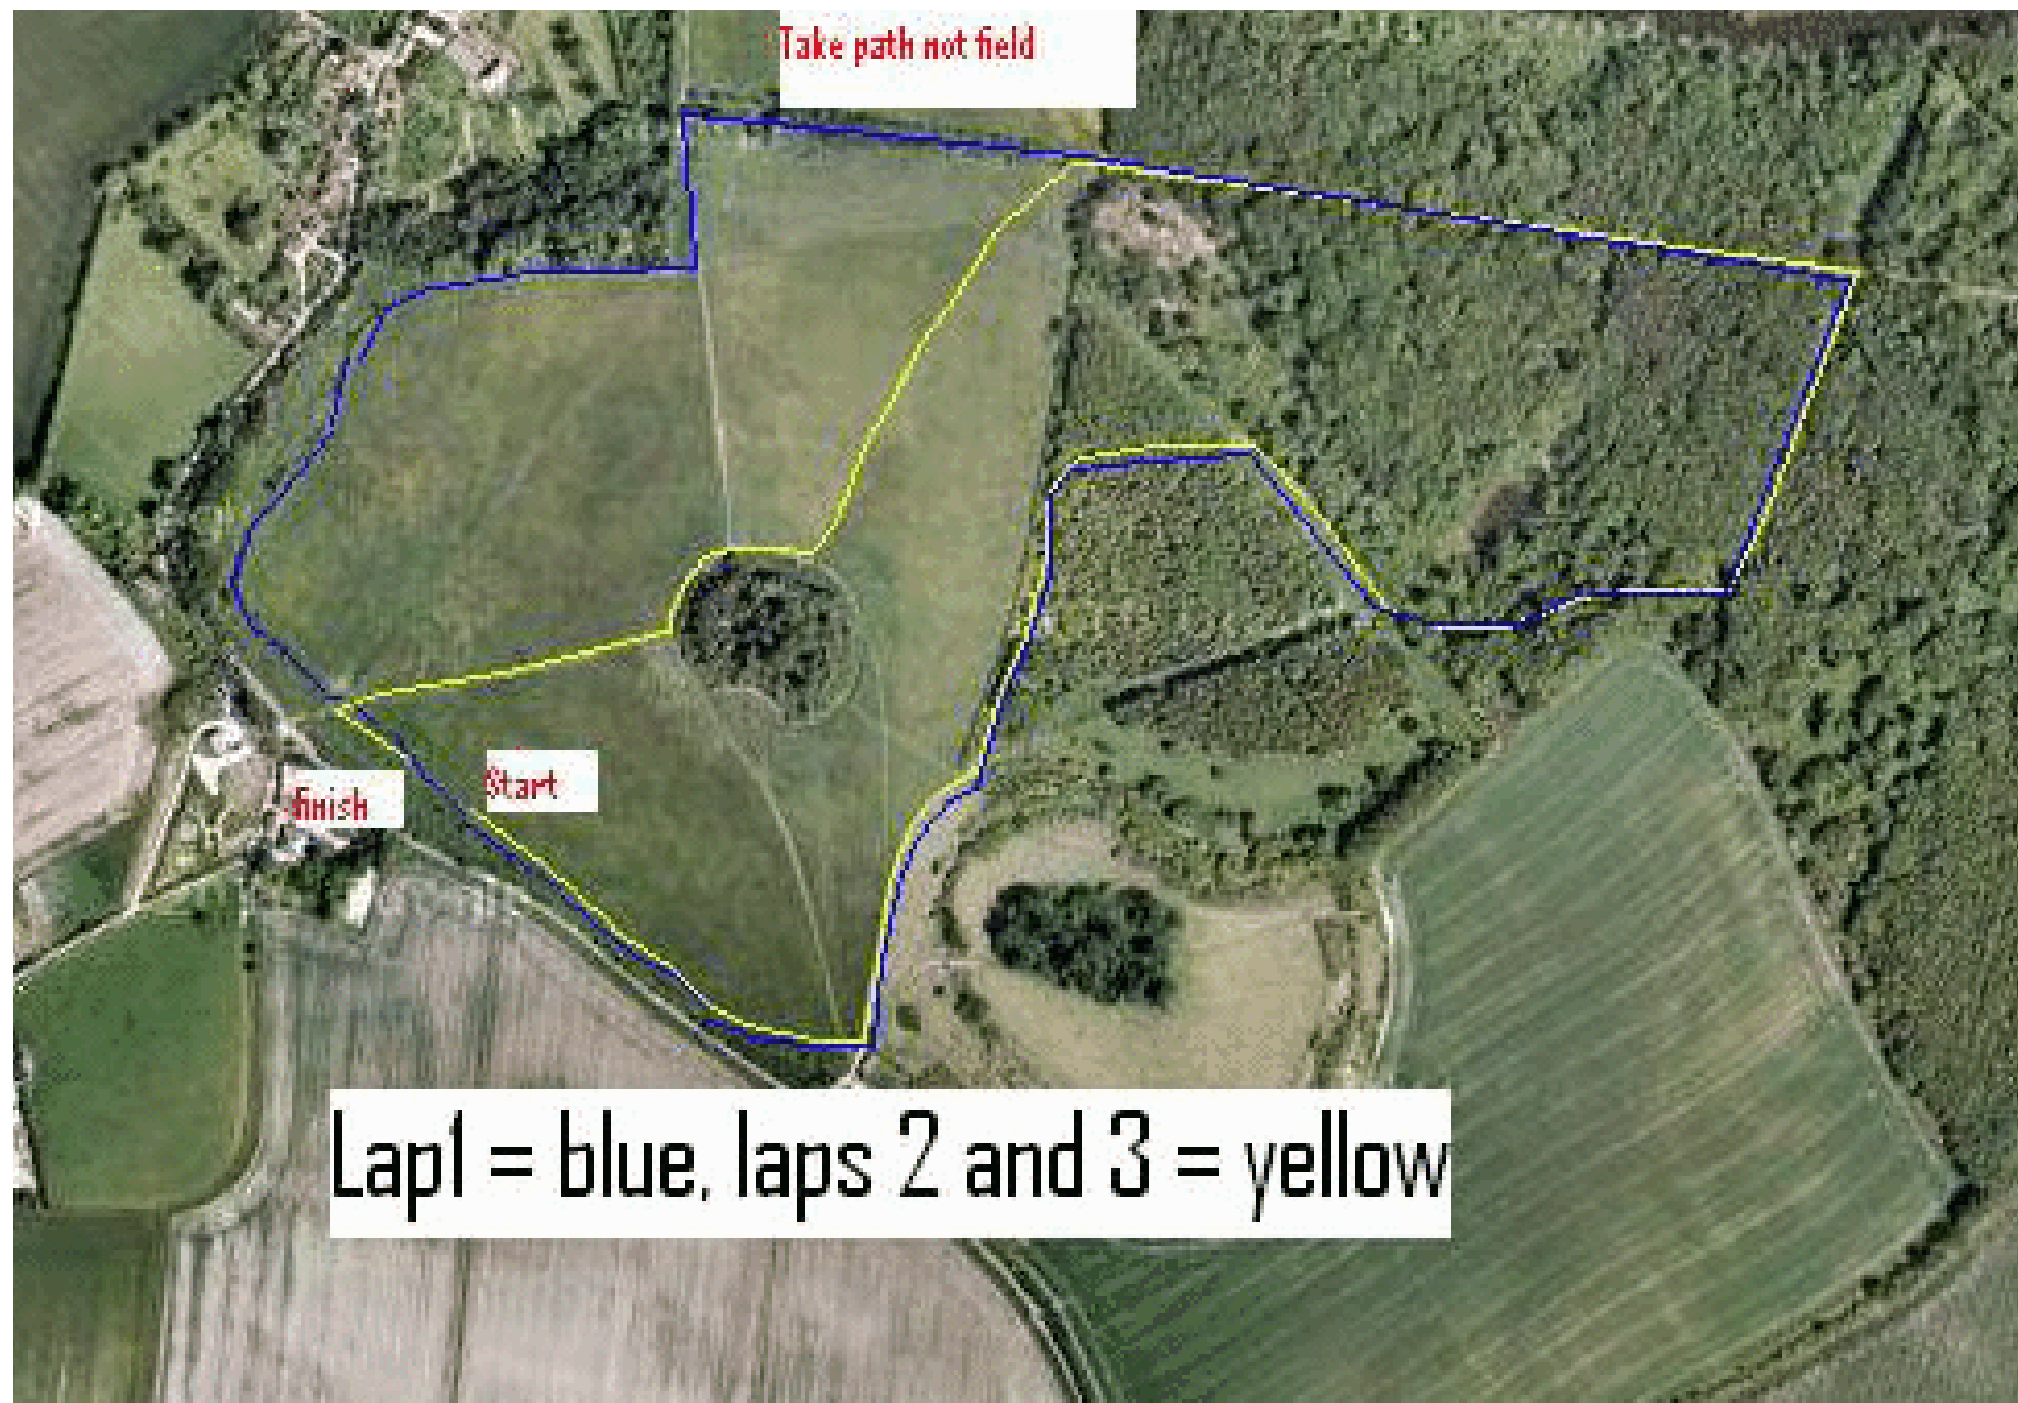 Take path not field
Start
finish
Lap1 = blue, laps 2 and 3 = yellow